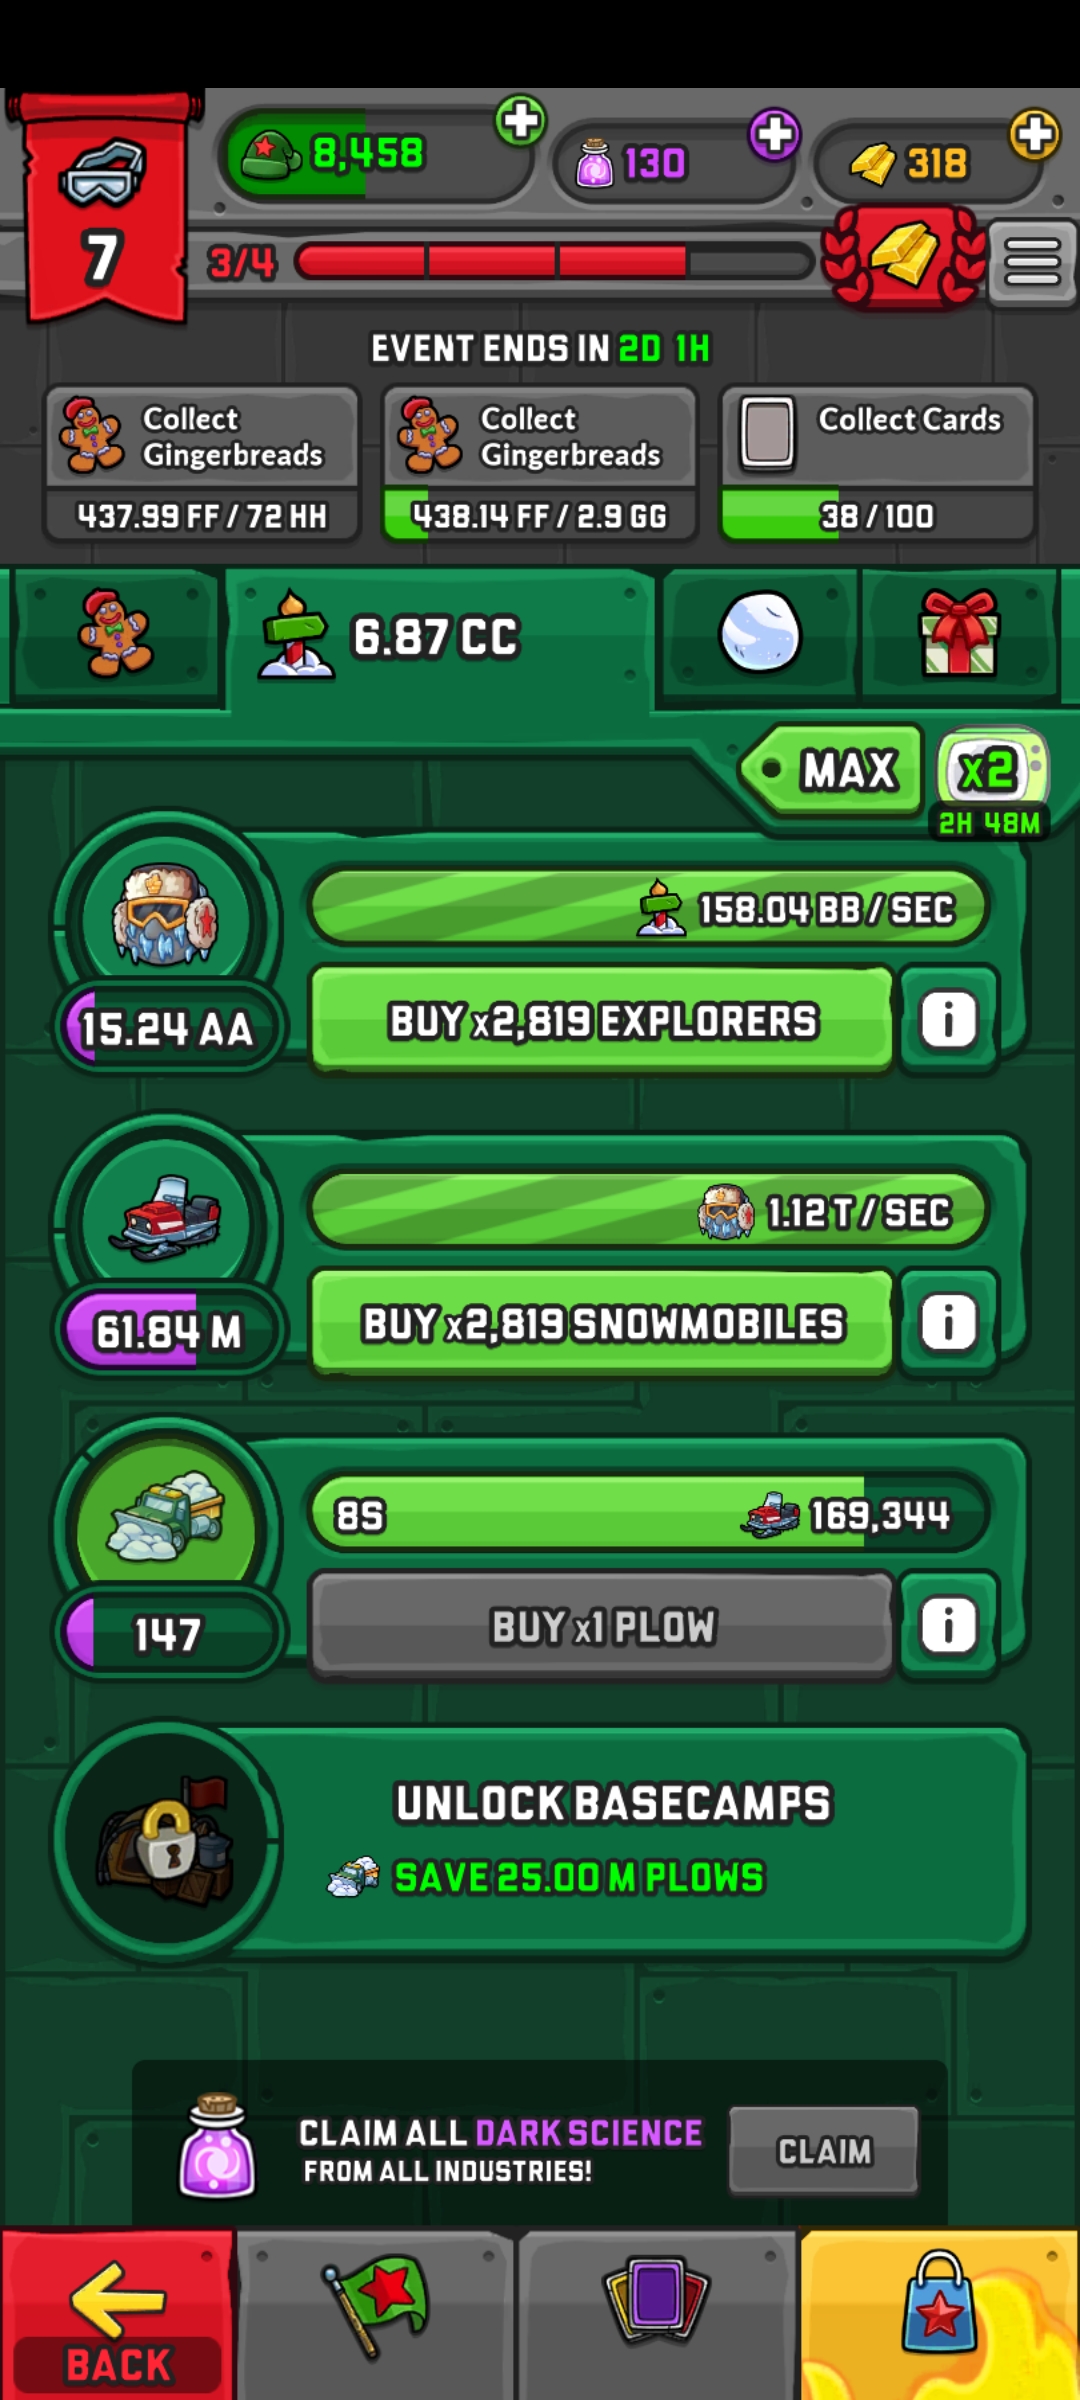 8,458
130
318
7
3/4
EVENT ENDS IN 2D 1H
Collect
Gingerbreads
437.99 FF / 72 HH
Collect
Gingerbreads
438.14 FF / 2.9 GG
Collect Cards
38 / 100
6.87 CC
MAX
x2
2H 48M
158.04 BB / SEC
15.24 AA
BUY x2,819 EXPLORERS
i
1.12 T / SEC
61.84 M
BUY x2,819 SNOWMOBILES
i
8S
169,344
147
BUY x1 PLOW
i
UNLOCK BASECAMPS
SAVE 25.00 M PLOWS
CLAIM ALL DARK SCIENCE
FROM ALL INDUSTRIES!
CLAIM
BACK